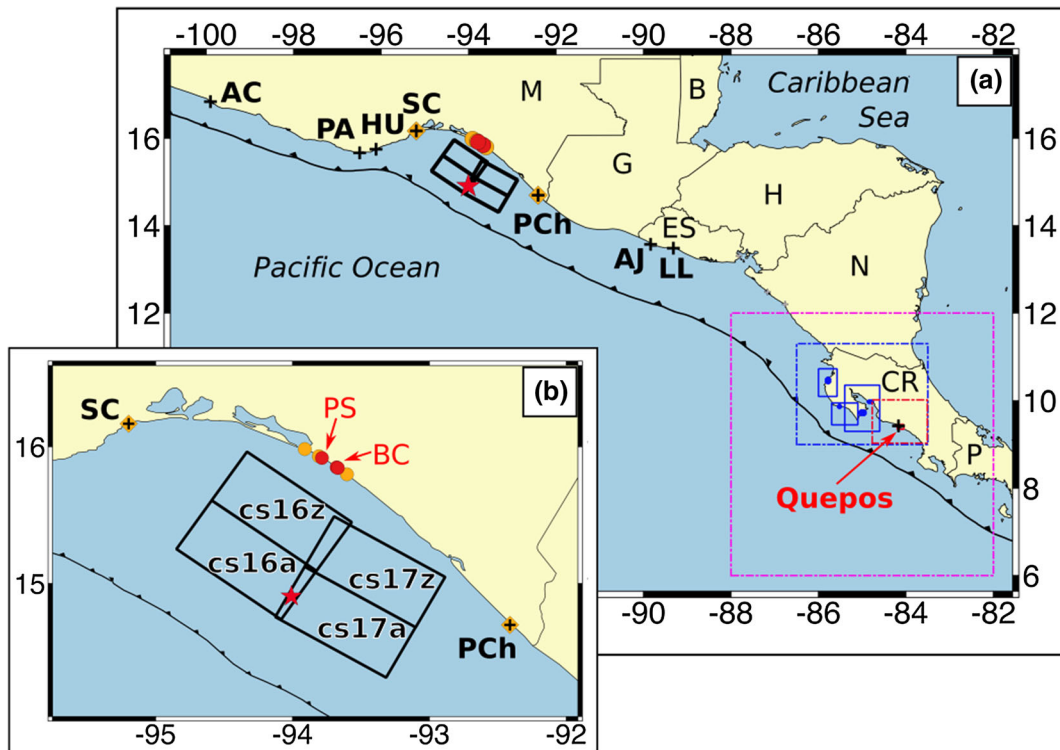 -100 -98 -96 -94 -92 -90 -88 -86 -84 -82
(a)
Caribbean
Sea
AC
SC
M
B
PA
HU
16
G
H
14
PCh
ES
AJ
LL
N
Pacific Ocean
12
12
CR
10
P
8
Quepos
6
-90 -88 -86 -84 -82
(b)
SC
PS
BC
16
cs16z
cs16a
cs17z
15
cs17a
PCh
-95 -94 -93 -92